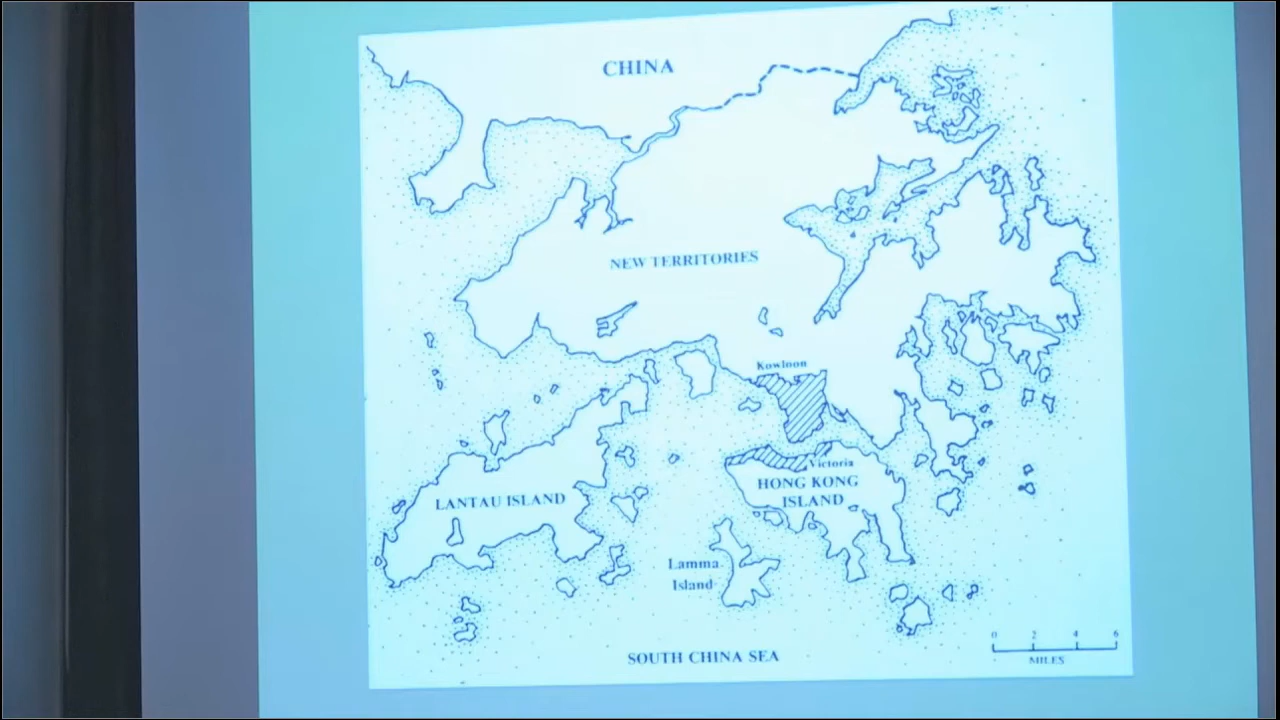 CHINA
NEW TERRITORIES
Kowloon
Victoria
HONG KONG
ISLAND
LANTAU ISLAND
Lamma
Island
SOUTH CHINA SEA
0 2 4 6
MILES